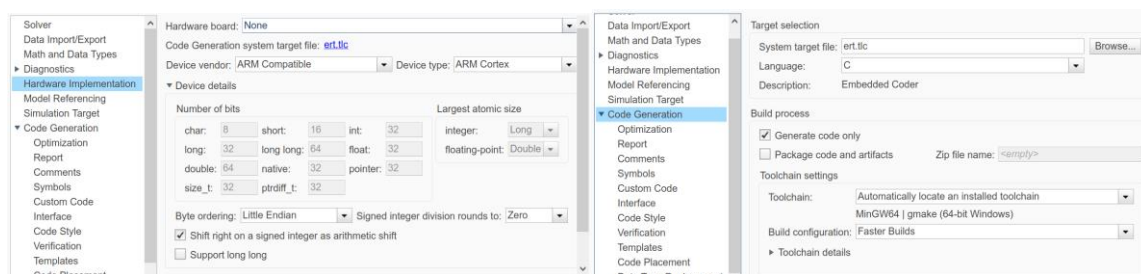 Solver
Data Import/Export
Math and Data Types
Diagnostics
Hardware Implementation
Model Referencing
Simulation Target
Code Generation
Optimization
Report
Comments
Symbols
Custom Code
Interface
Code Style
Verification
Templates
Code Placement
Hardware board: None
Code Generation system target file: ert.tlc
Device vendor: ARM Compatible Device type: ARM Cortex
Device details
Number of bits Largest atomic size
char: 8 short: 16 int: 32 integer: Long
long: 32 long long: 64 float: 32 floating-point: Double
double: 64 native: 32 pointer: 32
size_t: 32 ptrdiff_t: 32
Byte ordering: Little Endian Signed integer division rounds to: Zero
Shift right on a signed integer as arithmetic shift
Support long long
Solver
Data Import/Export
Math and Data Types
Diagnostics
Hardware Implementation
Model Referencing
Simulation Target
Code Generation
Optimization
Report
Comments
Symbols
Custom Code
Interface
Code Style
Verification
Templates
Code Placement
Target selection
System target file: ert.tlc Browse...
Language: C
Description: Embedded Coder
Build process
Generate code only
Package code and artifacts Zip file name: <empty>
Toolchain settings
Toolchain: Automatically locate an installed toolchain
MinGW64 | gmake (64-bit Windows)
Build configuration: Faster Builds
Toolchain details